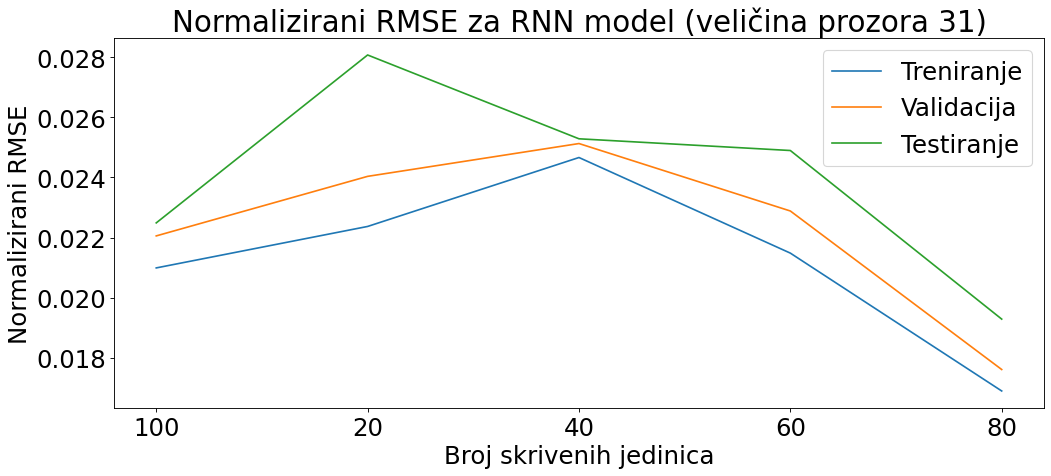 Normalizirani RMSE za RNN model (veličina prozora 31)
Normalizirani RMSE
0.028
0.026
0.024
0.022
0.020
0.018
Treniranje
Validacija
Testiranje
100 20 40 60 80
Broj skrivenih jedinica